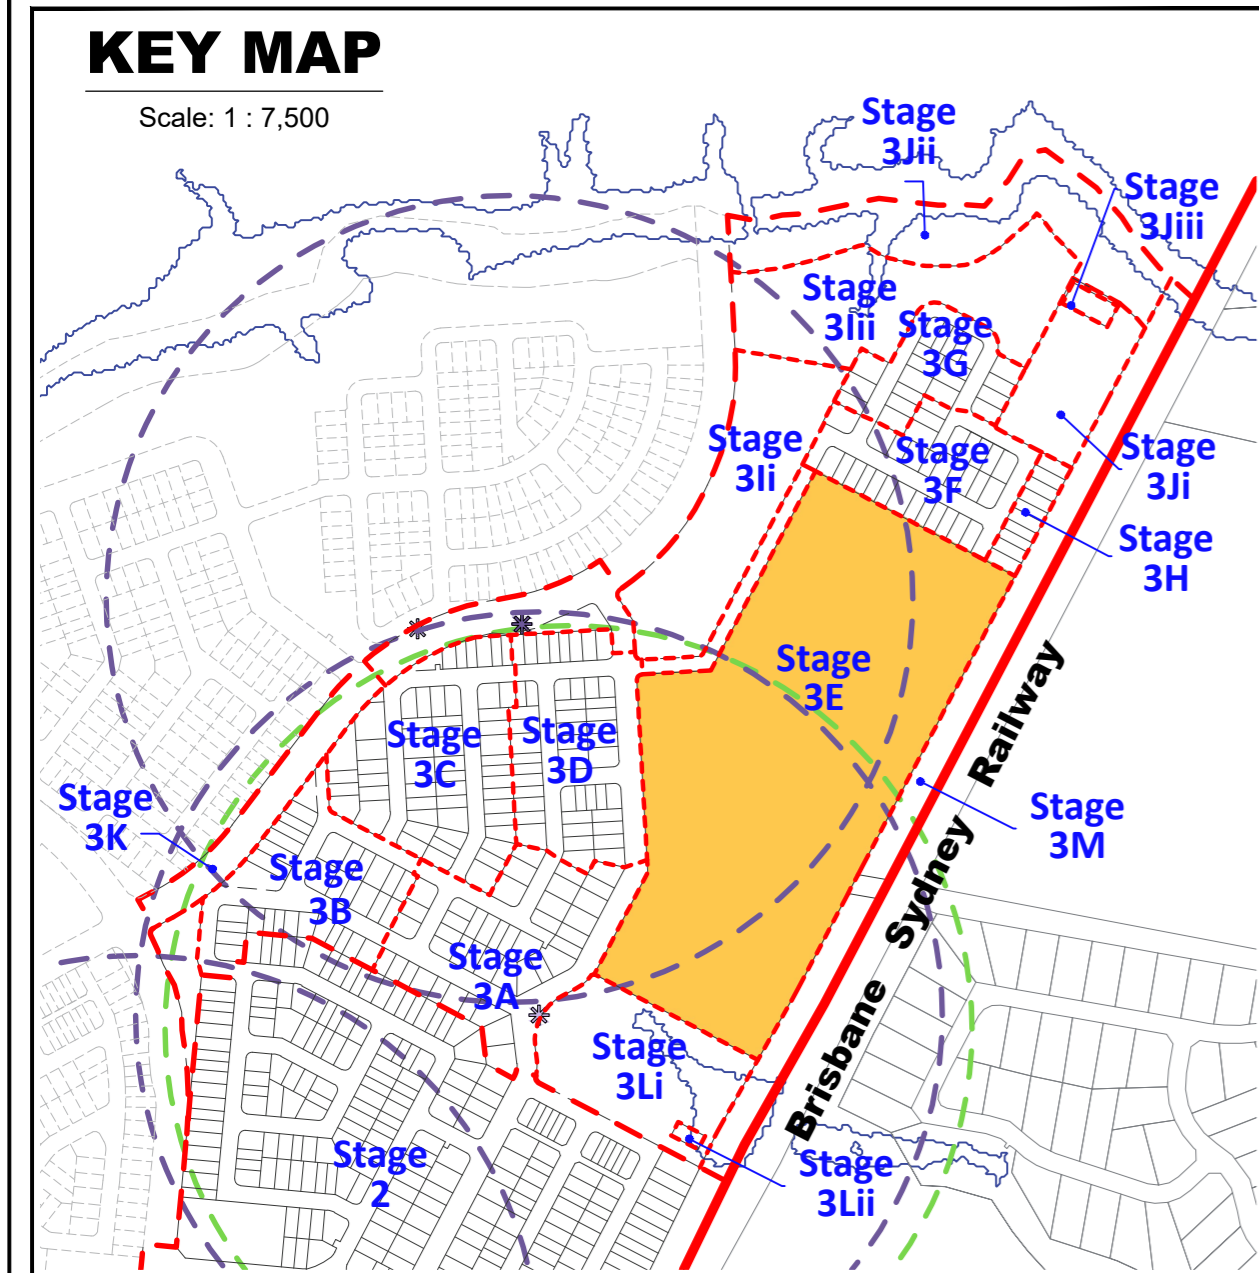 KEY MAP
Scale: 1 : 7,500
Stage
3Jii
Stage
3Jiii
Stage
3Iii
Stage
3G
Stage
3Ii
Stage
3F
Stage
3Ji
Stage
3H
Stage
3E
Stage
3C
Stage
3D
Stage
3K
Stage
3M
Stage
3B
Stage
3A
Stage
3Li
Stage
2
Stage
3Lii
Brisbane Sydney Railway